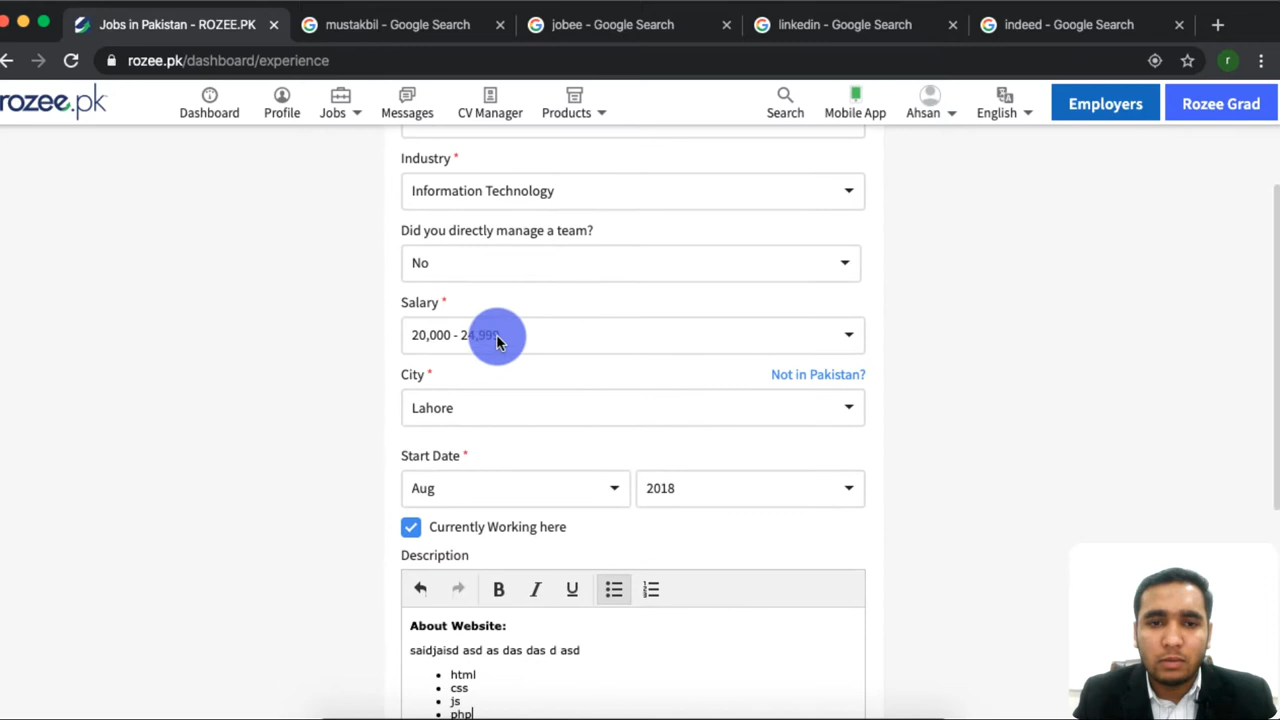 Jobs in Pakistan - ROZEE.PK
mustakbil - Google Search
jobee - Google Search
linkedin - Google Search
indeed - Google Search
rozee.pk/dashboard/experience
r
rozee.pk
Dashboard
Profile
Jobs
Messages
CV Manager
Products
Search
Mobile App
Ahsan
English
Employers
Rozee Grad
Industry *
Information Technology
Did you directly manage a team?
No
Salary *
20,000 - 24,999
City *
Not in Pakistan?
Lahore
Start Date *
Aug
2018
Currently Working here
Description
B I U
About Website:
saidjaisd asd as das das d asd
• html
• css
• js
• php